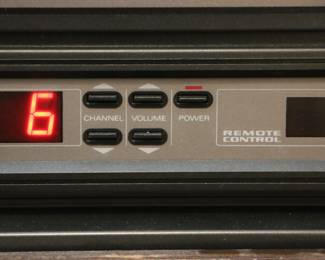 6
CHANNEL VOLUME POWER
REMOTE
CONTROL